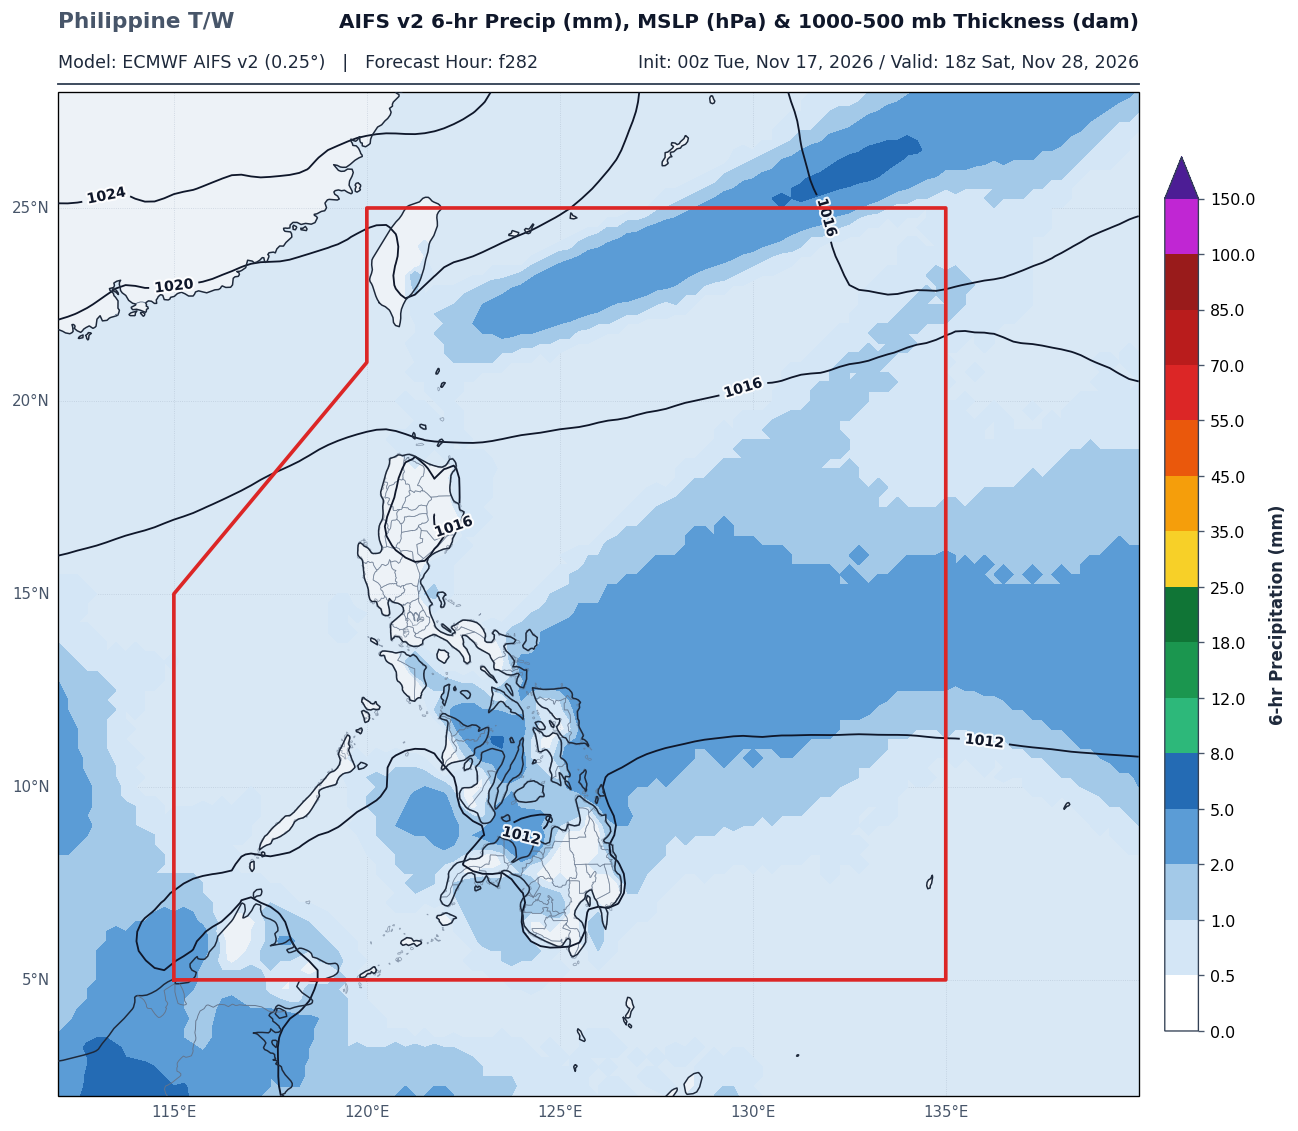 Philippine T/W
AIFS v2 6-hr Precip (mm), MSLP (hPa) & 1000-500 mb Thickness (dam)
Model: ECMWF AIFS v2 (0.25°) | Forecast Hour: f282
Init: 00z Tue, Nov 17, 2026 / Valid: 18z Sat, Nov 28, 2026
1024
1020
1016
1016
1016
1012
1012
25°N
20°N
15°N
10°N
5°N
115°E
120°E
125°E
130°E
135°E
150.0
100.0
85.0
70.0
55.0
45.0
35.0
25.0
18.0
12.0
8.0
5.0
2.0
1.0
0.5
0.0
6-hr Precipitation (mm)